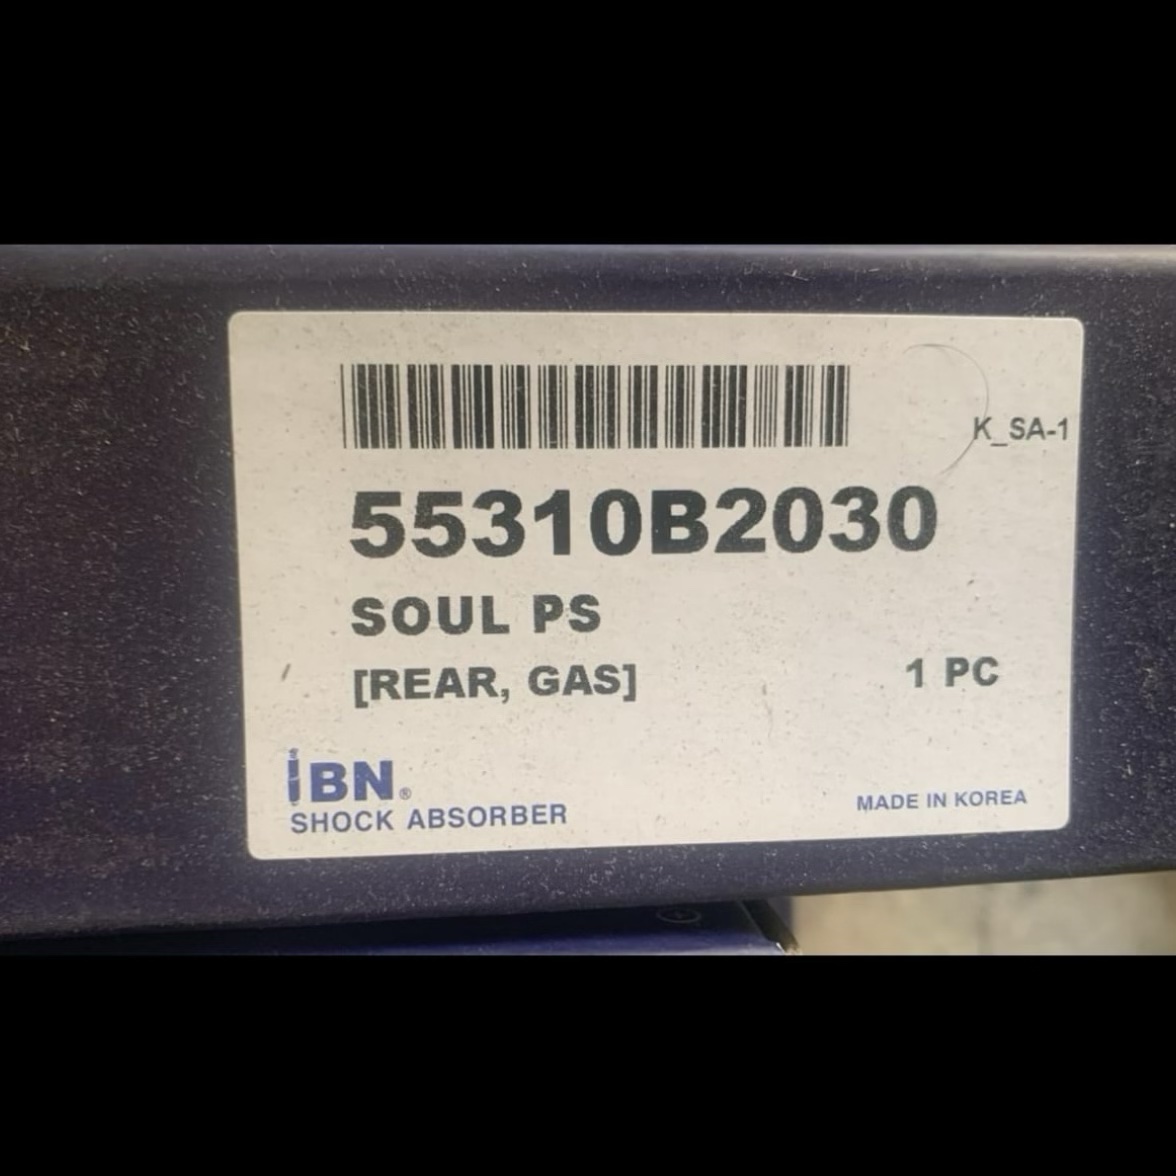 K_SA-1
55310B2030
SOUL PS
[REAR, GAS]
1 PC
iBN®
SHOCK ABSORBER
MADE IN KOREA